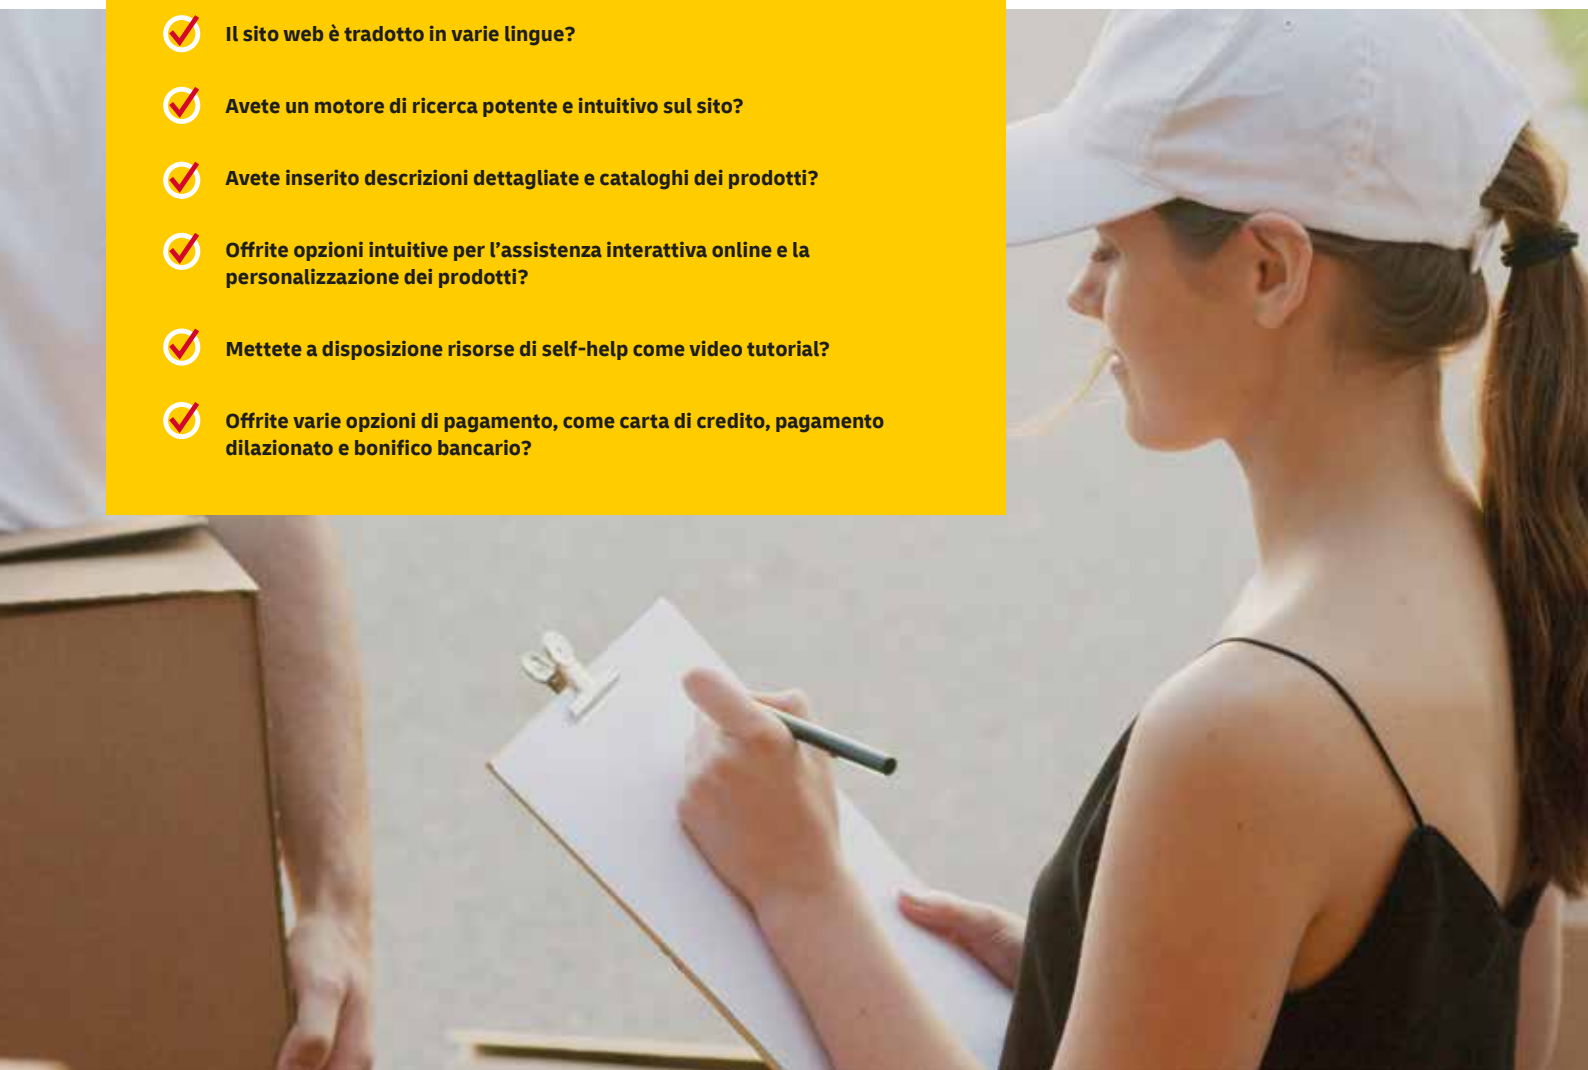 Il sito web è tradotto in varie lingue?
Avete un motore di ricerca potente e intuitivo sul sito?
Avete inserito descrizioni dettagliate e cataloghi dei prodotti?
Offrite opzioni intuitive per l’assistenza interattiva online e la
personalizzazione dei prodotti?
Mettete a disposizione risorse di self-help come video tutorial?
Offrite varie opzioni di pagamento, come carta di credito, pagamento
dilazionato e bonifico bancario?